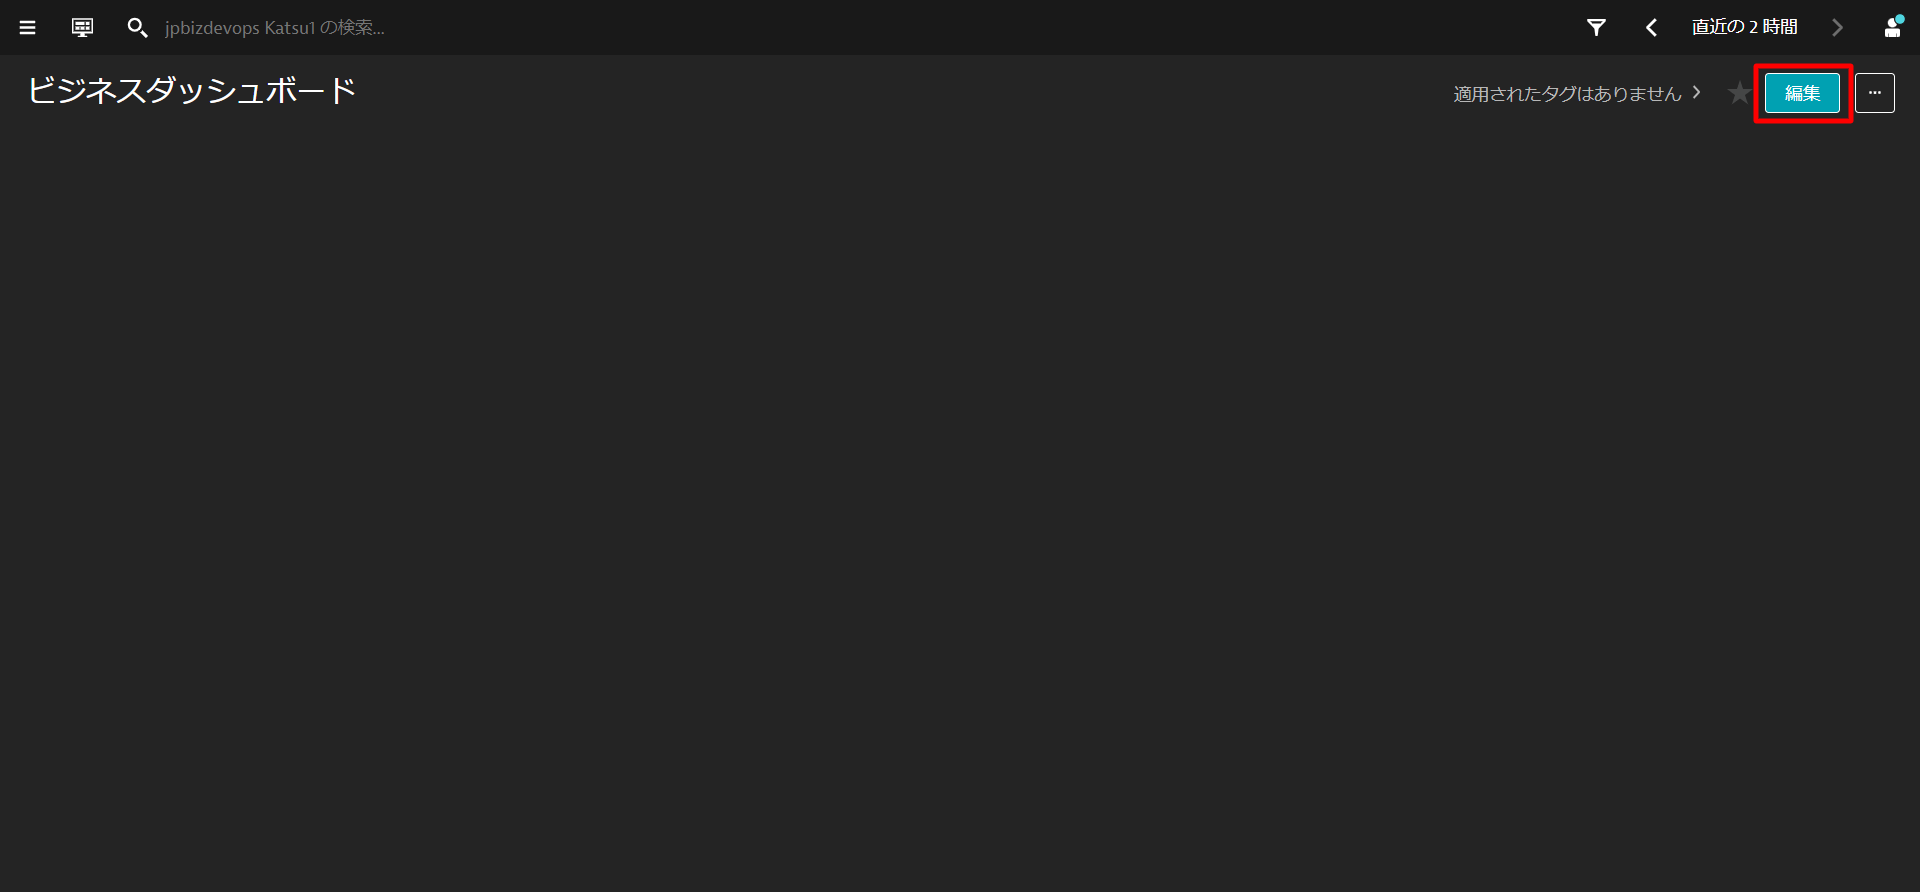 jpbizdevops Katsu1 の検索...
直近の 2 時間
ビジネスダッシュボード
適用されたタグはありません
編集
...